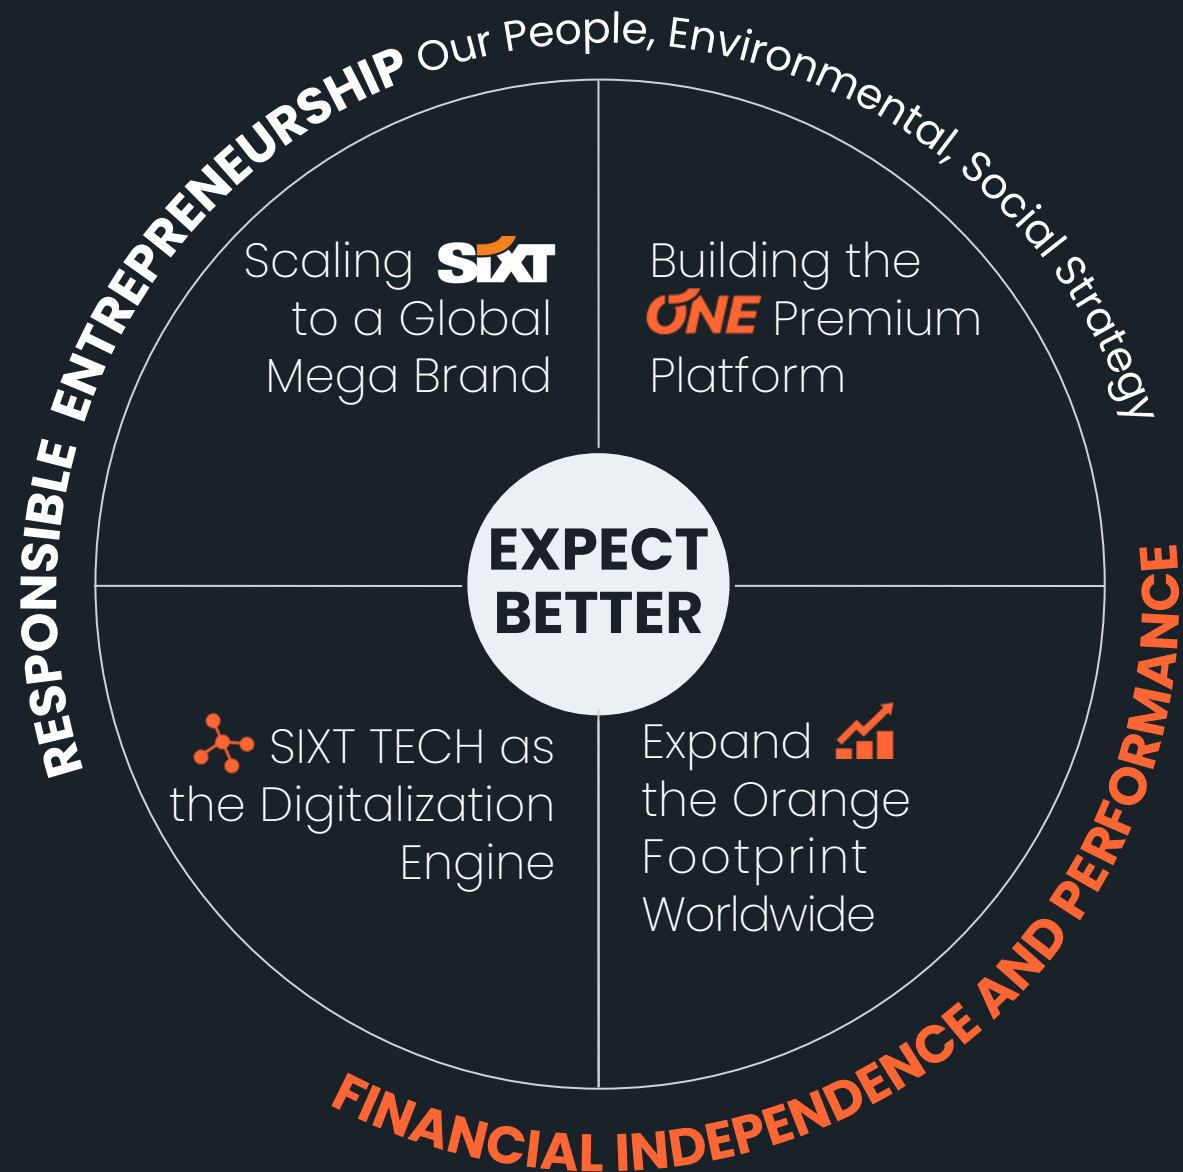 RESPONSIBLE ENTREPRENEURSHIP Our People, Environmental, Social Strategy
Scaling SIXT
to a Global
Mega Brand
Building the
ONE Premium
Platform
EXPECT
BETTER
SIXT TECH as
the Digitalization
Engine
Expand
the Orange
Footprint
Worldwide
FINANCIAL INDEPENDENCE AND PERFORMANCE